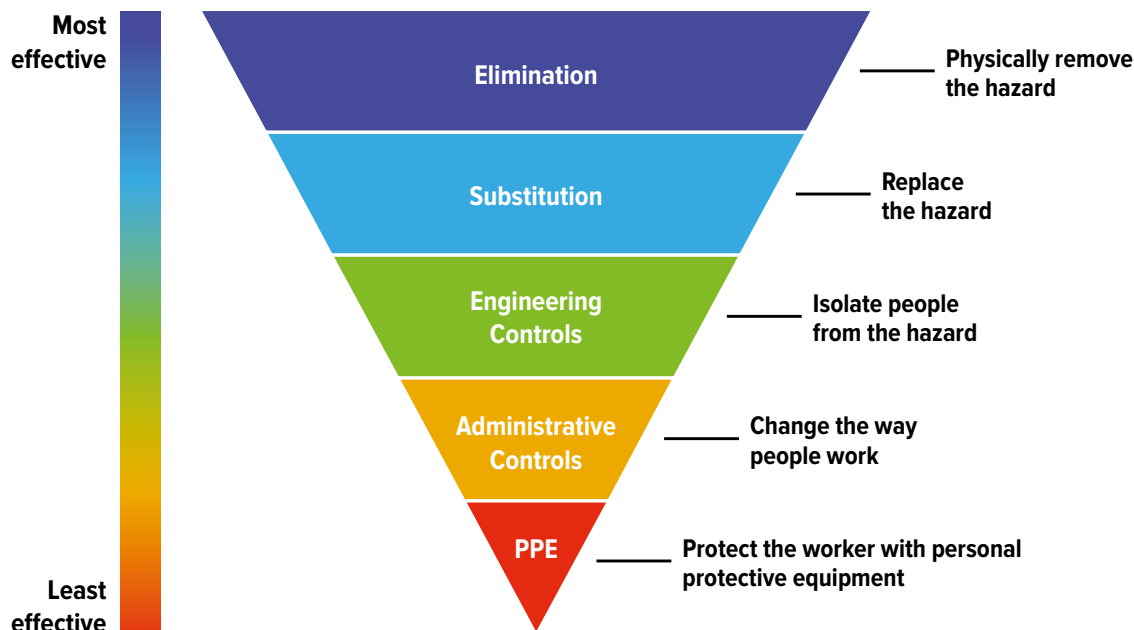 Most
effective
Elimination
Physically remove
the hazard
Substitution
Replace
the hazard
Engineering
Controls
Isolate people
from the hazard
Administrative
Controls
Change the way
people work
PPE
Protect the worker with personal
protective equipment
Least
effective